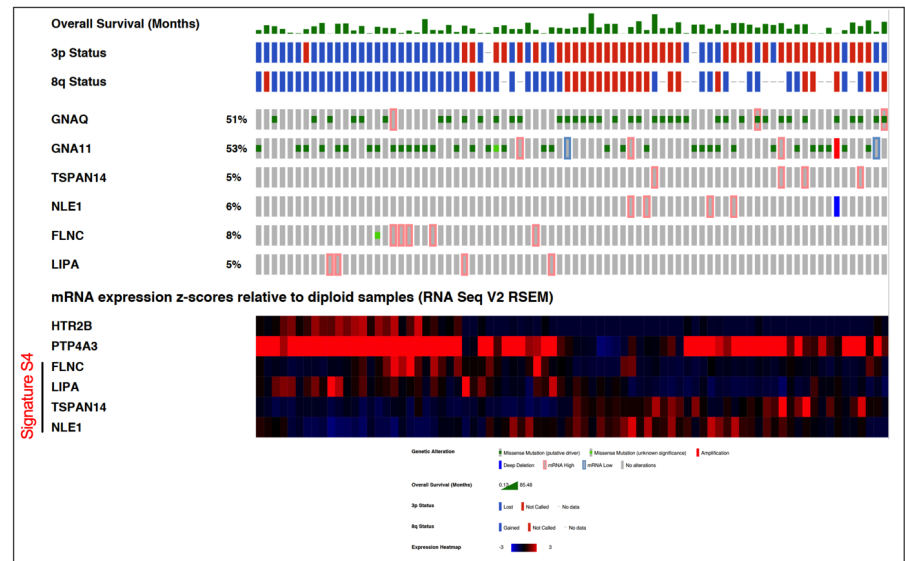 Overall Survival (Months)
3p Status
8q Status
GNAQ 51%
GNA11 53%
TSPAN14 5%
NLE1 6%
FLNC 8%
LIPA 5%
mRNA expression z-scores relative to diploid samples (RNA Seq V2 RSEM)
HTR2B
PTP4A3
Signature S4
FLNC
LIPA
TSPAN14
NLE1
Genetic Alteration Missense Mutation (putative driver) Missense Mutation (unknown significance) Amplification
Deep Deletion mRNA High mRNA Low No alterations
Overall Survival (Months) 85.49
3p Status Lost Not Called No data
8q Status Gained Not Called No data
Expression Heatmap -3 3